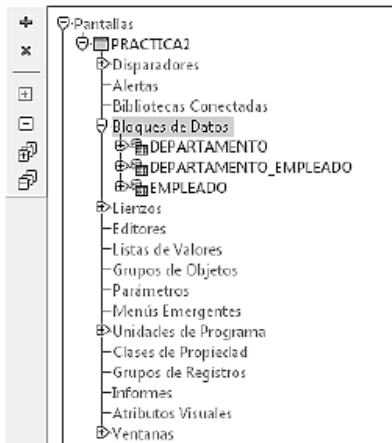 Pantallas
PRACTICA2
Disparadores
Alertas
Bibliotecas Conectadas
Bloques de Datos
DEPARTAMENTO
DEPARTAMENTO_EMPLEADO
EMPLEADO
Lienzos
Editores
Listas de Valores
Grupos de Objetos
Parámetros
Menús Emergentes
Unidades de Programa
Clases de Propiedad
Grupos de Registros
Informes
Atributos Visuales
Ventanas